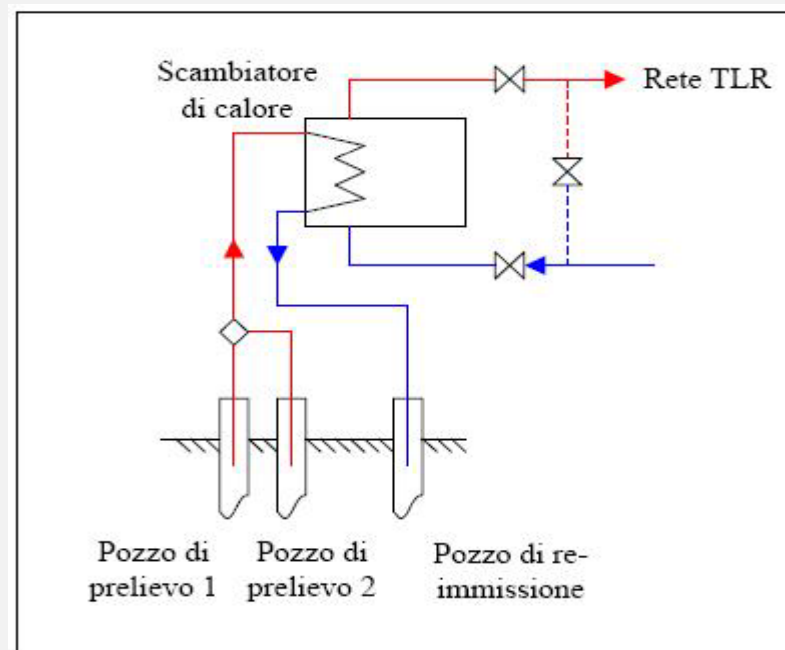 Scambiatore
di calore
Rete TLR
Pozzo di
prelievo 1
Pozzo di
prelievo 2
Pozzo di re-
immissione